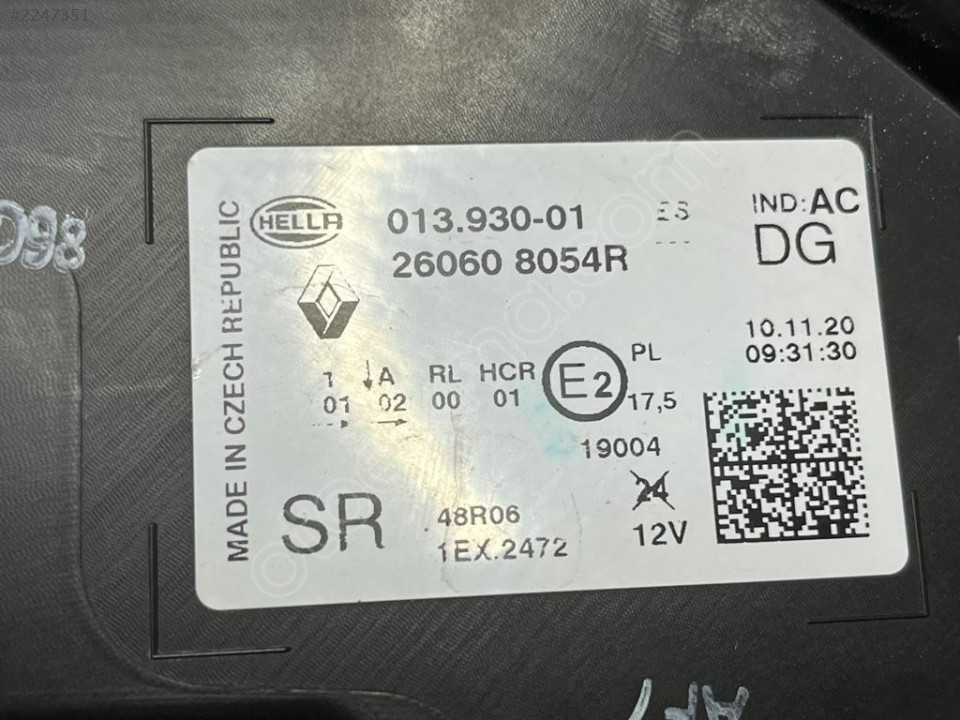 #2247351
MADE IN CZECH REPUBLIC
HELLA
013.930-01
26060 8054R
IND: AC
DG
10.11.20
09:31:30
1 A RL HCR
01 02 00 01
E2
PL
17,5
19004
24
12V
SR
48R06
1EX.2472